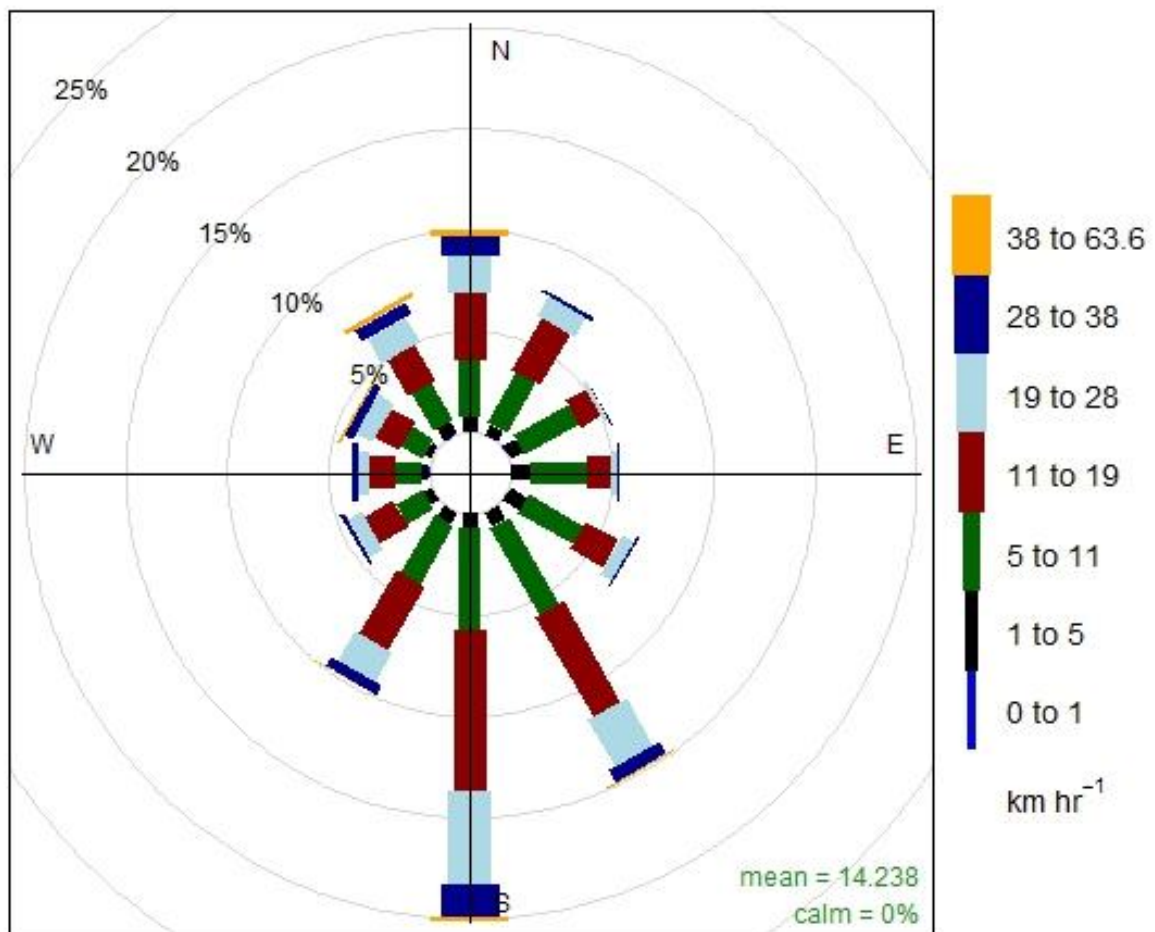 N
25%
20%
15%
10%
5%
W
E
S
mean = 14.238
calm = 0%
38 to 63.6
28 to 38
19 to 28
11 to 19
5 to 11
1 to 5
0 to 1
km hr⁻¹